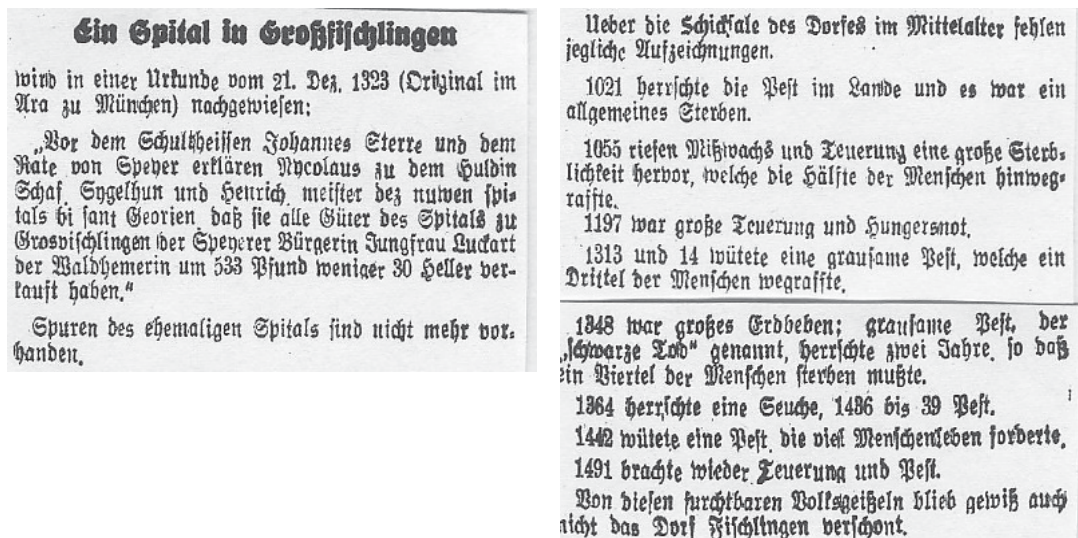 Ein Spital in Großfischlingen
wird in einer Urkunde vom 21. Dez. 1323 (Original im
Ara zu München) nachgewiesen:
„Vor dem Schultheissen Johannes Sterre und dem
Rate von Speyer erklären Nycolaus zu dem Guldin
Schaf, Sygelhun und Henrich meister dez nuwen spi-
tals bi sant Georien, daß sie alle Güter des Spitals zu
Grosvischlingen der Speyerer Bürgerin Jungfrau Luckart
der Waldhemerin um 533 Pfund weniger 30 Heller ver-
kauft haben.“
Spuren des ehemaligen Spitals sind nicht mehr vor-
handen.
Ueber die Schicksale des Dorfes im Mittelalter fehlen
jegliche Aufzeichnungen.
1021 herrschte die Pest im Lande und es war ein
allgemeines Sterben.
1055 riefen Mißwachs und Teuerung eine große Sterb-
lichkeit hervor, welche die Hälfte der Menschen hinweg-
raffte.
1197 war große Teuerung und Hungersnot.
1313 und 14 wütete eine grausame Pest, welche ein
Drittel der Menschen wegraffte.
1348 war großes Erdbeben; grausame Pest, der
„schwarze Tod“ genannt, herrschte zwei Jahre, so daß
ein Viertel der Menschen sterben mußte.
1364 herrschte eine Seuche, 1436 bis 39 Pest.
1442 wütete eine Pest, die viel Menschenleben forderte.
1491 brachte wieder Teuerung und Pest.
Von diesen furchtbaren Volksgeißeln blieb gewiß auch
nicht das Dorf Fischlingen verschont.